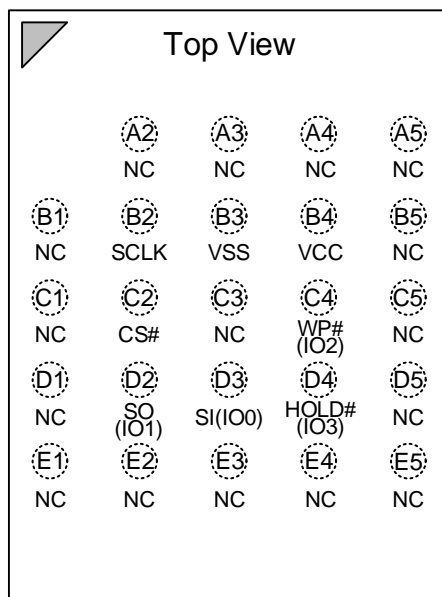 Top View
A2 A3 A4 A5
NC NC NC NC
B1 B2 B3 B4 B5
NC SCLK VSS VCC NC
C1 C2 C3 C4 C5
NC CS# NC WP# NC
(IO2)
D1 D2 D3 D4 D5
NC SO SI(IO0) HOLD# NC
(IO1) (IO3)
E1 E2 E3 E4 E5
NC NC NC NC NC